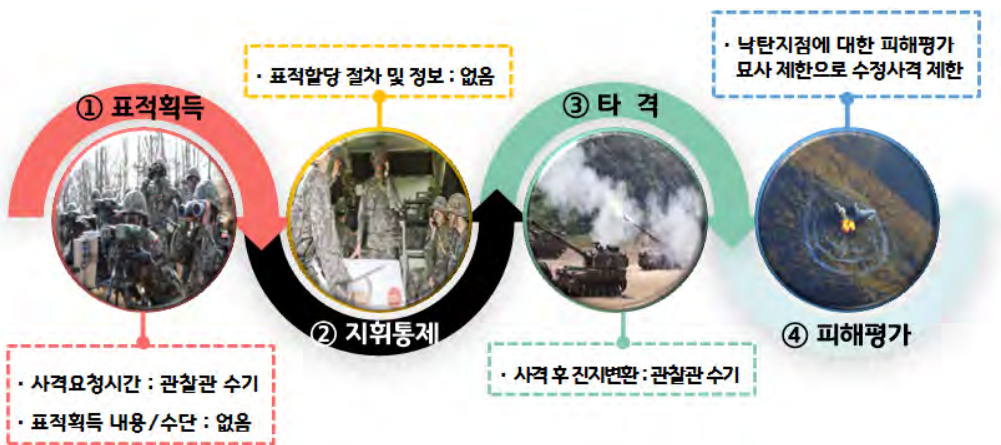 ① 표적획득
· 사격요청시간 : 관찰관 수기
· 표적획득 내용/수단 : 없음
· 표적할당 절차 및 정보 : 없음
② 지휘통제
③ 타 격
· 사격 후 진지변환 : 관찰관 수기
· 낙탄지점에 대한 피해평가
묘사 제한으로 수정사격 제한
④ 피해평가